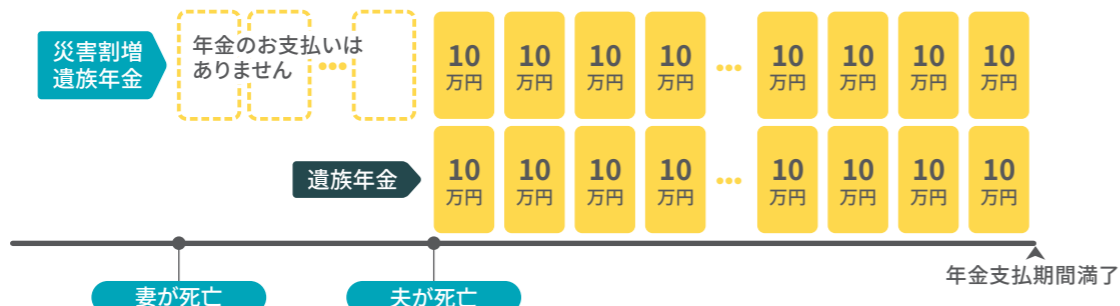 災害割増
遺族年金
年金のお支払いは
ありません
10 10 10 10 10 10 10 10
万円 万円 万円 万円 万円 万円 万円 万円
遺族年金
10 10 10 10 10 10 10 10
万円 万円 万円 万円 万円 万円 万円 万円
年金支払期間満了
妻が死亡 夫が死亡